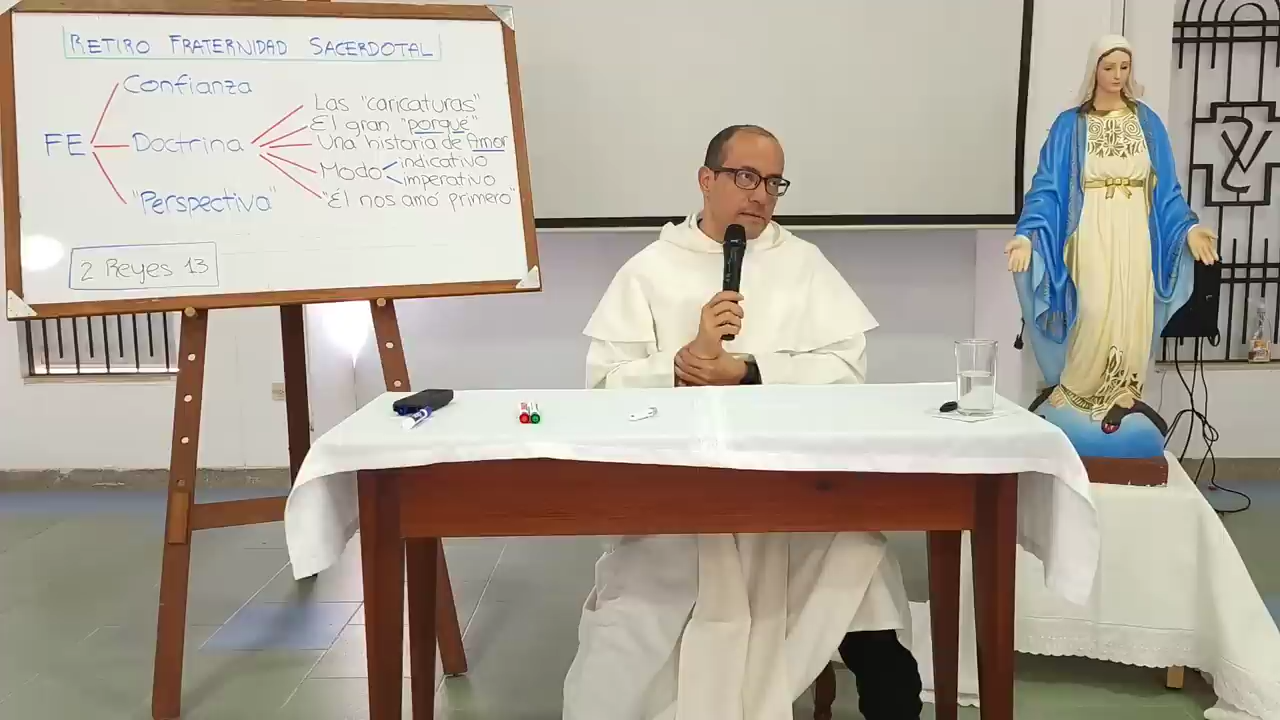 RETIRO FRATERNIDAD SACERDOTAL
FE
Confianza
Doctrina
"Perspectiva"
Las "caricaturas"
El gran "porqué"
Una historia de Amor
Modo
indicativo
imperativo
"Él nos amó primero"
2 Reyes 13